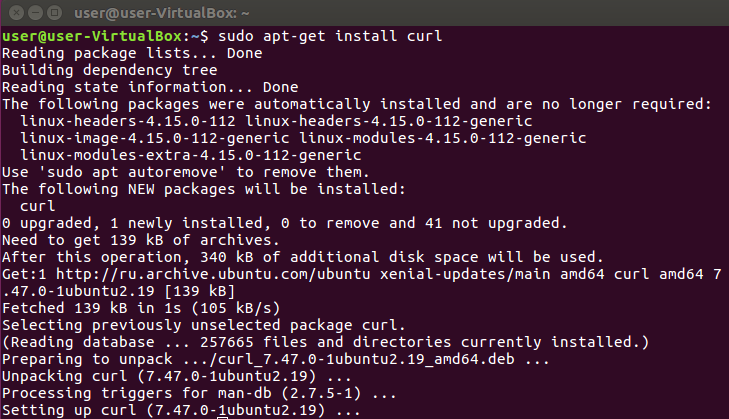 user@user-VirtualBox: ~
user@user-VirtualBox:~$ sudo apt-get install curl
Reading package lists... Done
Building dependency tree
Reading state information... Done
The following packages were automatically installed and are no longer required:
  linux-headers-4.15.0-112 linux-headers-4.15.0-112-generic
  linux-image-4.15.0-112-generic linux-modules-4.15.0-112-generic
  linux-modules-extra-4.15.0-112-generic
Use 'sudo apt autoremove' to remove them.
The following NEW packages will be installed:
  curl
0 upgraded, 1 newly installed, 0 to remove and 41 not upgraded.
Need to get 139 kB of archives.
After this operation, 340 kB of additional disk space will be used.
Get:1 http://ru.archive.ubuntu.com/ubuntu xenial-updates/main amd64 curl amd64 7
.47.0-1ubuntu2.19 [139 kB]
Fetched 139 kB in 1s (105 kB/s)
Selecting previously unselected package curl.
(Reading database ... 257665 files and directories currently installed.)
Preparing to unpack .../curl_7.47.0-1ubuntu2.19_amd64.deb ...
Unpacking curl (7.47.0-1ubuntu2.19) ...
Processing triggers for man-db (2.7.5-1) ...
Setting up curl (7.47.0-1ubuntu2.19) ...